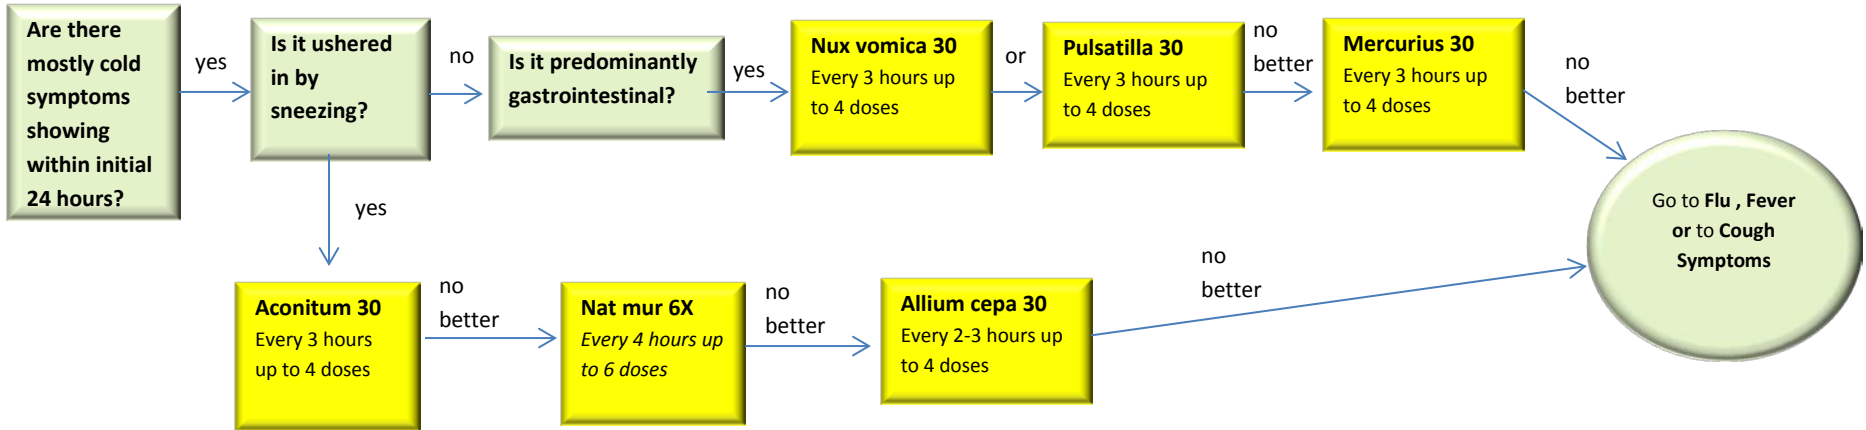 Are there
mostly cold
symptoms
showing
within initial
24 hours?
yes
Is it ushered
in by
sneezing?
no
Is it predominantly
gastrointestinal?
yes
Nux vomica 30
Every 3 hours up
to 4 doses
or
Pulsatilla 30
Every 3 hours up
to 4 doses
no
better
Mercurius 30
Every 3 hours up
to 4 doses
no
better
Go to Flu , Fever
or to Cough
Symptoms
yes
Aconitum 30
Every 3 hours
up to 4 doses
no
better
Nat mur 6X
Every 4 hours up
to 6 doses
no
better
Allium cepa 30
Every 2-3 hours up
to 4 doses
no
better